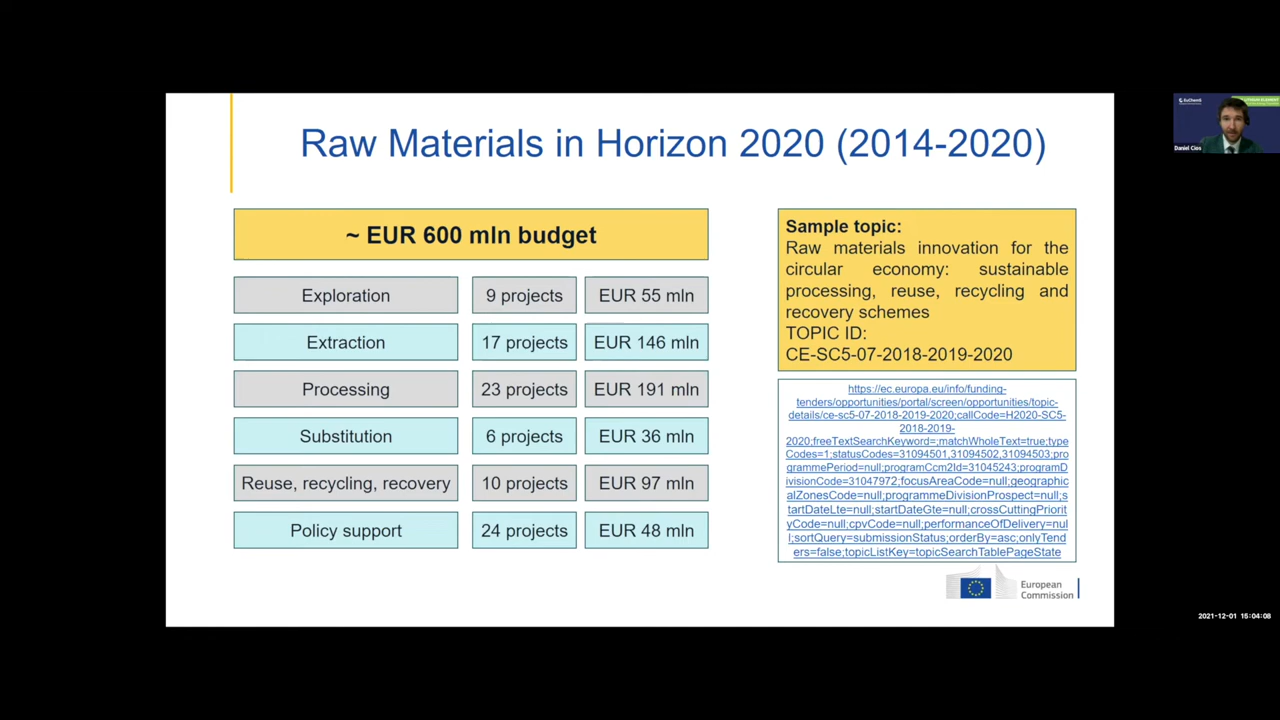 Raw Materials in Horizon 2020 (2014-2020)
~ EUR 600 mln budget
Exploration 9 projects EUR 55 mln
Extraction 17 projects EUR 146 mln
Processing 23 projects EUR 191 mln
Substitution 6 projects EUR 36 mln
Reuse, recycling, recovery 10 projects EUR 97 mln
Policy support 24 projects EUR 48 mln
Sample topic:
Raw materials innovation for the
circular economy: sustainable
processing, reuse, recycling and
recovery schemes
TOPIC ID:
CE-SC5-07-2018-2019-2020
https://ec.europa.eu/info/funding-
tenders/opportunities/portal/screen/opportunities/topic-
details/ce-sc5-07-2018-2019-2020;callCode=H2020-SC5-
2018-2019-
2020;freeTextSearchKeyword=;matchWholeText=true;type
Codes=1;statusCodes=31094501,31094502,31094503;pro
grammePeriod=null;programCcm2Id=31045243;programD
ivisionCode=31047972;focusAreaCode=null;geographic
alZonesCode=null;programmeDivisionProspect=null;s
tartDateLte=null;startDateGte=null;crossCuttingPriorit
yCode=null;cpvCode=null;performanceOfDelivery=nul
l;sortQuery=submissionStatus;orderBy=asc;onlyTend
ers=false;topicListKey=topicSearchTablePageState
European
Commission
EuChemS
Daniel Cios
2021-12-01 15:04:08